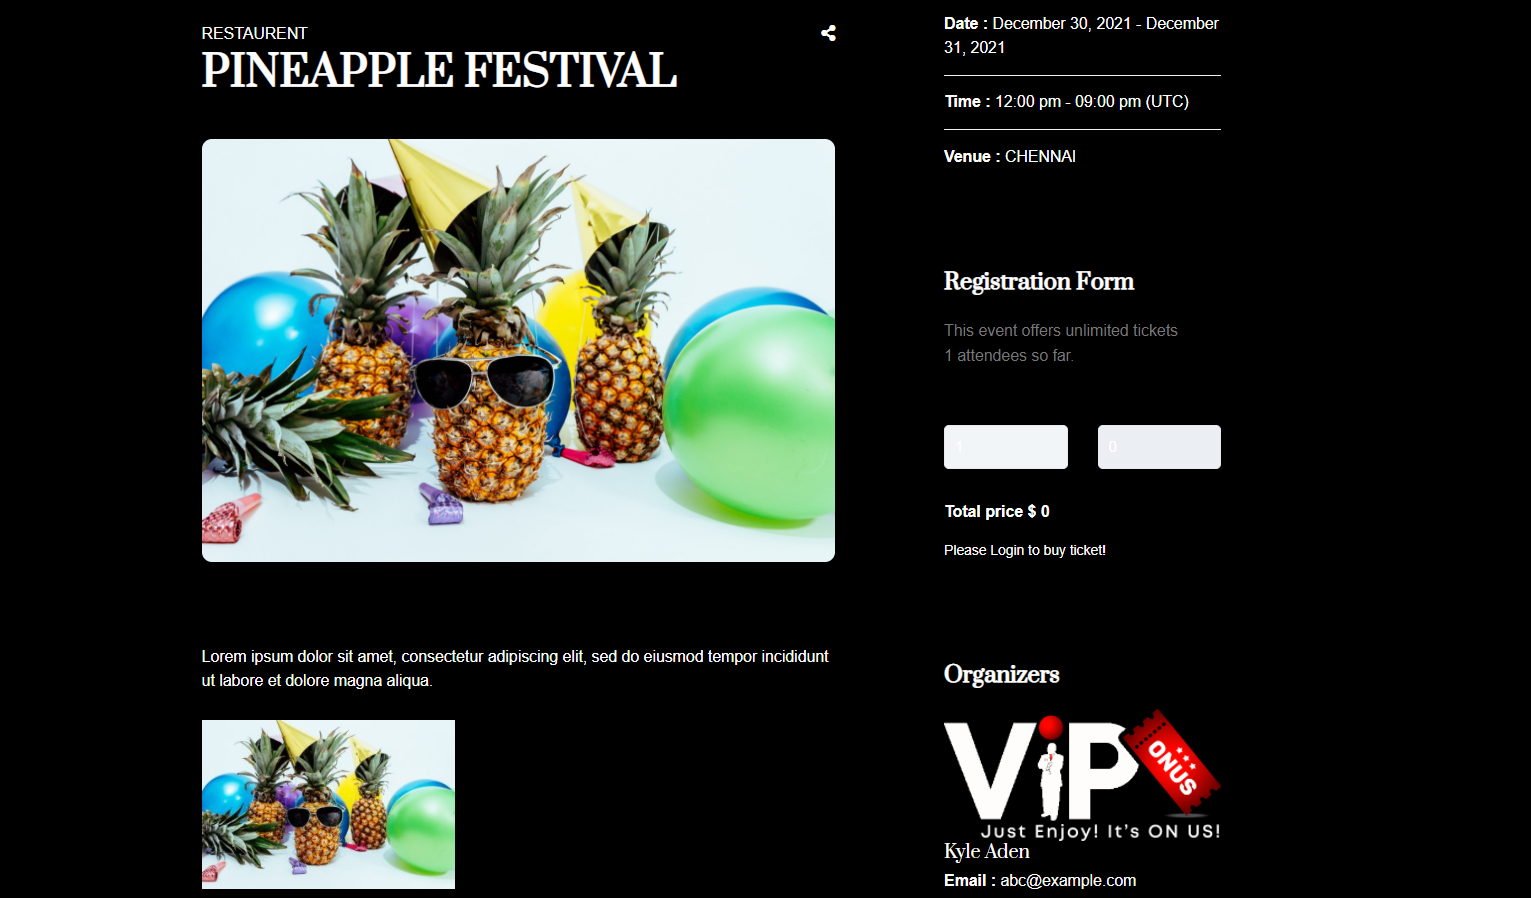 RESTAURENT
PINEAPPLE FESTIVAL
Lorem ipsum dolor sit amet, consectetur adipiscing elit, sed do eiusmod tempor incididunt
ut labore et dolore magna aliqua.
Date : December 30, 2021 - December
31, 2021
Time : 12:00 pm - 09:00 pm (UTC)
Venue : CHENNAI
Registration Form
This event offers unlimited tickets
1 attendees so far.
1
0
Total price $ 0
Please Login to buy ticket!
Organizers
ViP
ONUS
Just Enjoy! It's ON US!
Kyle Aden
Email : abc@example.com